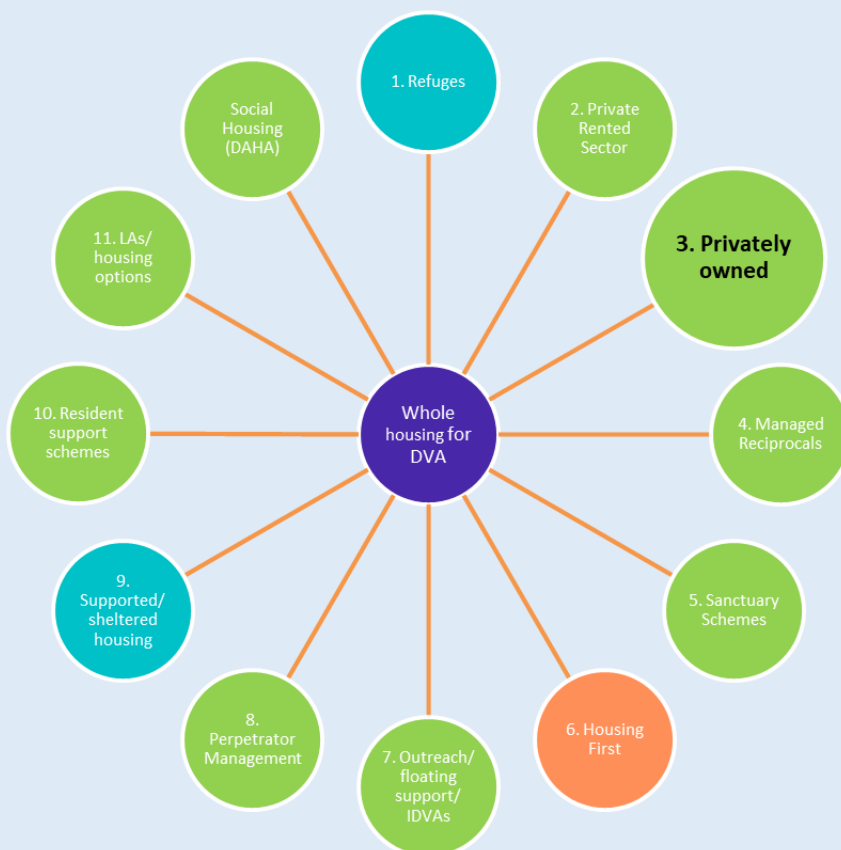 1. Refuges
2. Private
Rented
Sector
3. Privately
owned
4. Managed
Reciprocals
5. Sanctuary
Schemes
6. Housing
First
7. Outreach/
floating
support/
IDVAs
8.
Perpetrator
Management
9.
Supported/
sheltered
housing
10. Resident
support
schemes
11. LAs/
housing
options
Social
Housing
(DAHA)
Whole
housing for
DVA